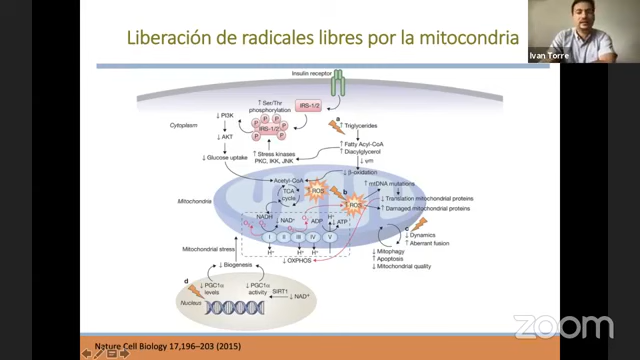 Liberación de radicales libres por la mitocondria
Ivan Torre
Insulin receptor
↑ Ser/Thr
phosphorylation
IRS-1/2
P P P P P
IRS-1/2
Cytoplasm
↓ PI3K
↓ AKT
↓ Glucose uptake
↑ Stress kinases
PKC, IKK, JNK
a
↑ Triglycerides
↑ Fatty Acyl-CoA
↑ Diacylglycerol
↓ ψm
↓ β-oxidation
Acetyl-CoA
TCA
cycle
↑ ROS
b
↑ ROS
↑ mtDNA mutations
↓ Translation mitochondrial proteins
↑ Damaged mitochondrial proteins
Mitochondria
NADH
NAD⁺
ADP
H⁺
↓ ATP
I II III IV V
H⁺ H⁺ H⁺
↓ OXPHOS
c
↓ Dynamics
↑ Aberrant fusion
↓ Mitophagy
↑ Apoptosis
↓ Mitochondrial quality
Mitochondrial stress
↓ Biogenesis
d
↓ PGC1α
levels
↓ PGC1α
activity
SIRT1
↓ NAD⁺
Nucleus
Nature Cell Biology 17,196–203 (2015)
zoom